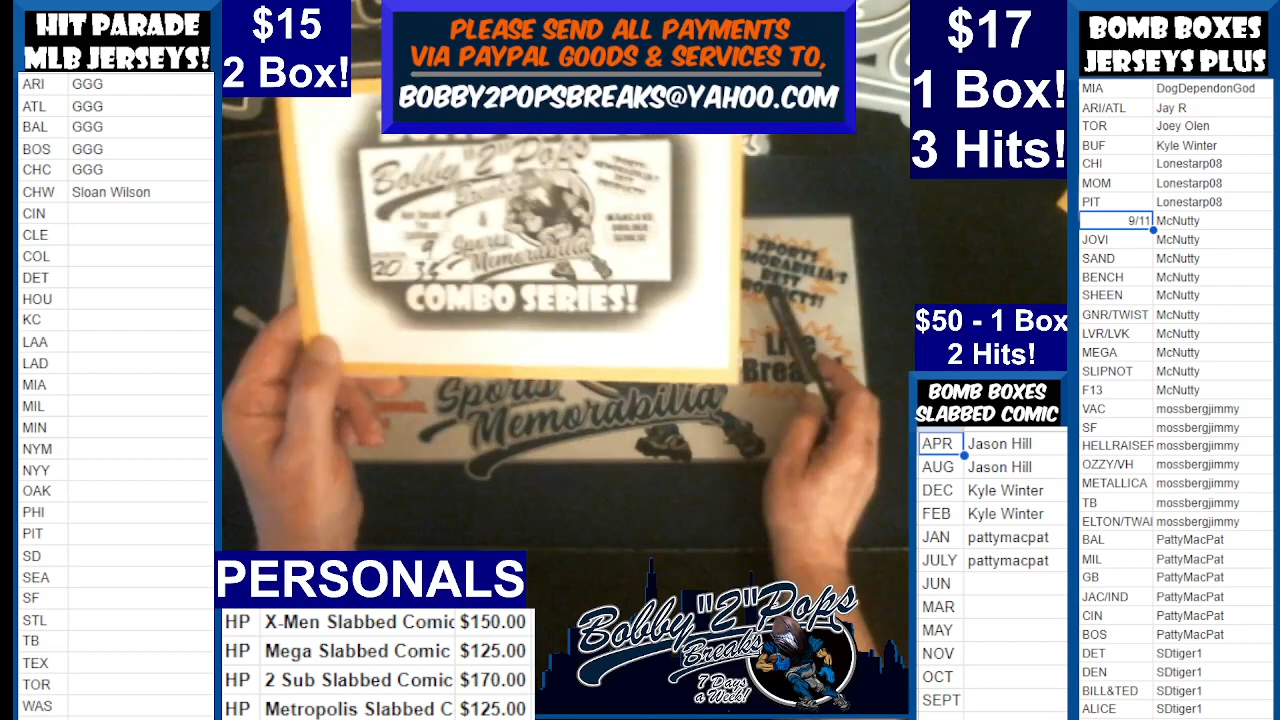 HIT PARADE
MLB JERSEYS!
ARI GGG
ATL GGG
BAL GGG
BOS GGG
CHC GGG
CHW Sloan Wilson
CIN
CLE
COL
DET
HOU
KC
LAA
LAD
MIA
MIL
MIN
NYM
NYY
OAK
PHI
PIT
SD
SEA
SF
STL
TB
TEX
TOR
WAS
$15
2 Box!
PLEASE SEND ALL PAYMENTS
VIA PAYPAL GOODS & SERVICES TO,
BOBBY2POPSBREAKS@YAHOO.COM
Bobby "2" Pops
Breaks
&
Sports
Memorabilia
COMBO SERIES!
SPORTS
MEMORABILIA'S
BEST
PRODUCTS!
Live
Sports
Memorabilia
PERSONALS
HP X-Men Slabbed Comic $150.00
HP Mega Slabbed Comic $125.00
HP 2 Sub Slabbed Comic $170.00
HP Metropolis Slabbed C $125.00
Bobby "2" Pops
Breaks
7 Days
a Week!
$17
1 Box!
3 Hits!
$50 - 1 Box
2 Hits!
BOMB BOXES
SLABBED COMIC
APR Jason Hill
AUG Jason Hill
DEC Kyle Winter
FEB Kyle Winter
JAN pattymacpat
JULY pattymacpat
JUN
MAR
MAY
NOV
OCT
SEPT
BOMB BOXES
JERSEYS PLUS
MIA DogDependonGod
ARI/ATL Jay R
TOR Joey Olen
BUF Kyle Winter
CHI Lonestarp08
MOM Lonestarp08
PIT Lonestarp08
9/11 McNutty
JOVI McNutty
SAND McNutty
BENCH McNutty
SHEEN McNutty
GNR/TWIST McNutty
LVR/LVK McNutty
MEGA McNutty
SLIPNOT McNutty
F13 McNutty
VAC mossbergjimmy
SF mossbergjimmy
HELLRAISER mossbergjimmy
OZZY/VH mossbergjimmy
METALLICA mossbergjimmy
TB mossbergjimmy
ELTON/TWAI mossbergjimmy
BAL PattyMacPat
MIL PattyMacPat
GB PattyMacPat
JAC/IND PattyMacPat
CIN PattyMacPat
BOS PattyMacPat
DET SDtiger1
DEN SDtiger1
BILL&TED SDtiger1
ALICE SDtiger1